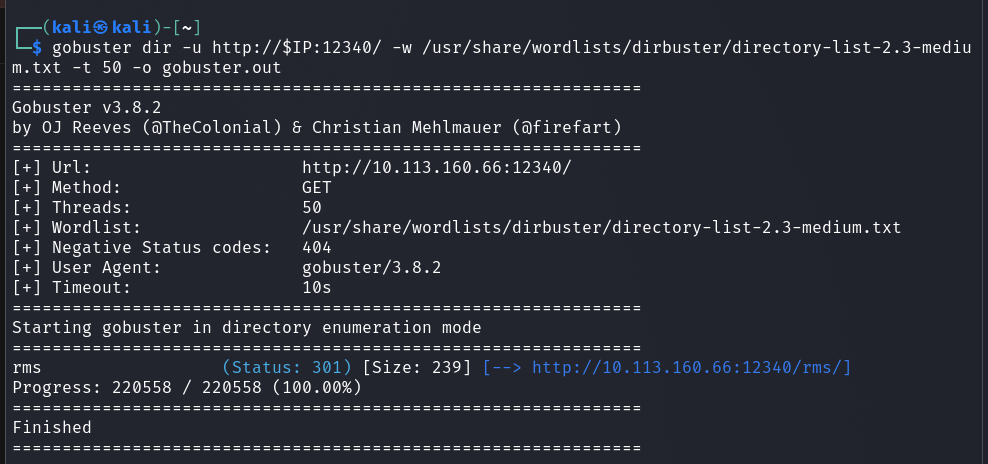 ┌──(kali㉿kali)-[~]
└─$ gobuster dir -u http://$IP:12340/ -w /usr/share/wordlists/dirbuster/directory-list-2.3-mediu
m.txt -t 50 -o gobuster.out
===============================================================
Gobuster v3.8.2
by OJ Reeves (@TheColonial) & Christian Mehlmauer (@firefart)
===============================================================
[+] Url:                     http://10.113.160.66:12340/
[+] Method:                  GET
[+] Threads:                 50
[+] Wordlist:                /usr/share/wordlists/dirbuster/directory-list-2.3-medium.txt
[+] Negative Status codes:   404
[+] User Agent:              gobuster/3.8.2
[+] Timeout:                 10s
===============================================================
Starting gobuster in directory enumeration mode
===============================================================
rms                  (Status: 301) [Size: 239] [--> http://10.113.160.66:12340/rms/]
Progress: 220558 / 220558 (100.00%)
===============================================================
Finished
===============================================================